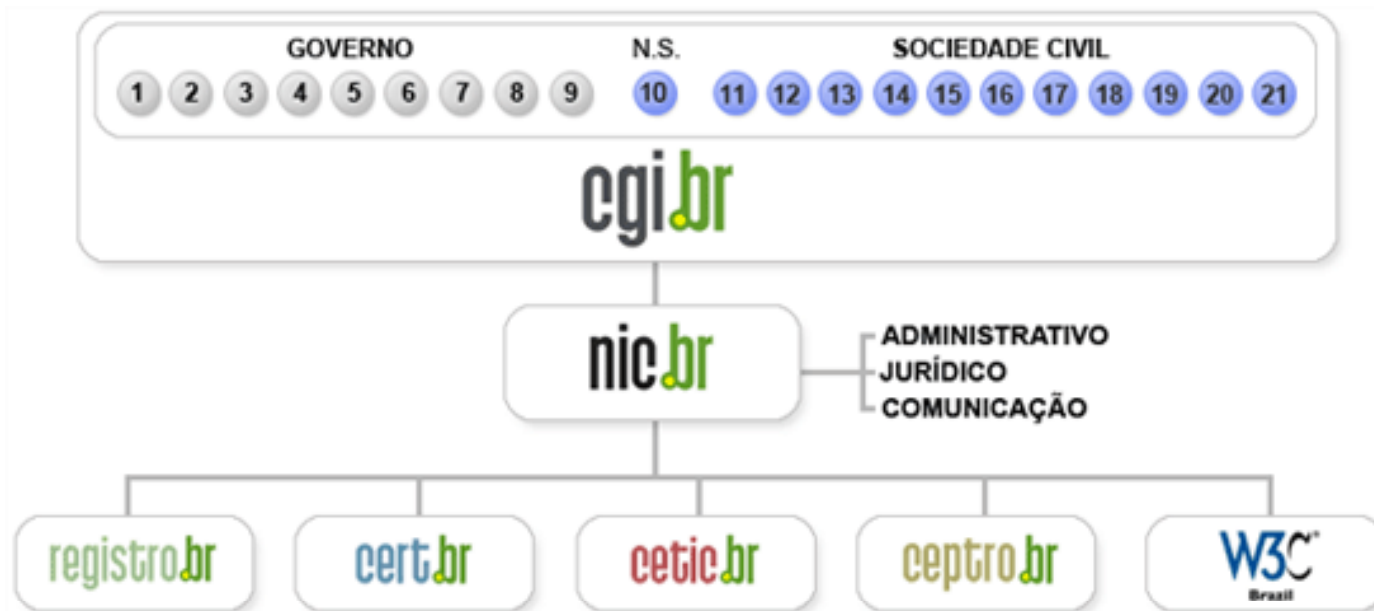 GOVERNO N.S. SOCIEDADE CIVIL
1 2 3 4 5 6 7 8 9 10 11 12 13 14 15 16 17 18 19 20 21
cgi.br
nic.br
ADMINISTRATIVO
JURÍDICO
COMUNICAÇÃO
registro.br cert.br cetic.br ceptro.br W3C
Brazil